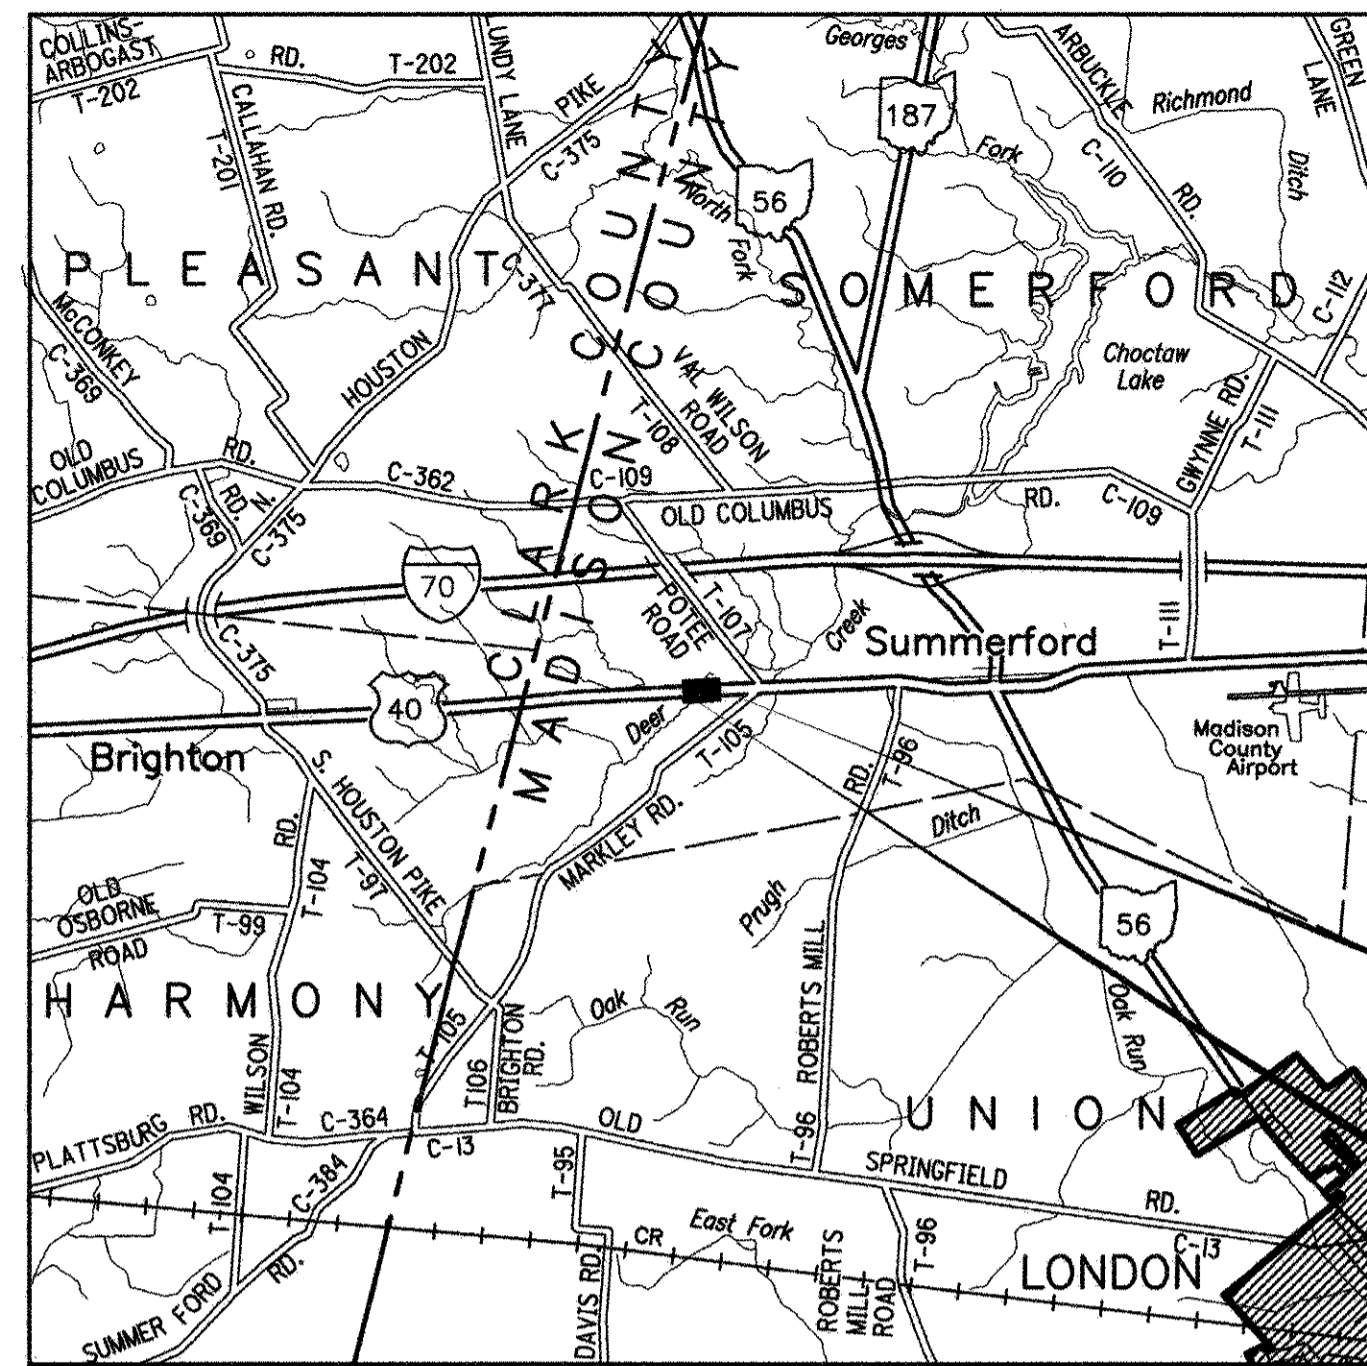 COLLINS-
ARBOGAST
RD.
T-202
T-202
CALLAHAN RD.
T-201
LUNDY LANE
PIKE
C-375
Georges
187
Fork
ARBUCKLE
C-110
RD.
Richmond
Ditch
GREEN
LANE
COUNTY
COUNTY
North
Fork
56
PLEASANT
C-377
SOMERFORD
C-112
McCONKEY
C-369
HOUSTON
VAL WILSON
ROAD
T-108
Choctaw
Lake
GWYNNE RD.
T-111
OLD
COLUMBUS
RD.
C-369
RD.
N.
C-375
C-362
CLARK
MADISON
C-109
OLD COLUMBUS
RD.
C-109
70
POTEE
ROAD
T-107
Creek
Summerford
T-111
C-375
40
Brighton
Deer
T-105
T-96
RD.
Madison
County
Airport
S. HOUSTON PIKE
T-97
MARKLEY RD.
Ditch
Prugh
RD.
T-104
OLD
OSBORNE
ROAD
T-99
56
HARMONY
T-105
Oak
Run
ROBERTS MILL
Oak Run
WILSON
T-104
T106
BRIGHTON
RD.
UNION
PLATTSBURG
RD.
C-364
C-13
OLD
T-96
SPRINGFIELD
RD.
C-13
T-104
C-384
T-95
CR
East Fork
T-96
ROBERTS
MILL
ROAD
LONDON
SUMMER FORD
RD.
DAVIS RD.